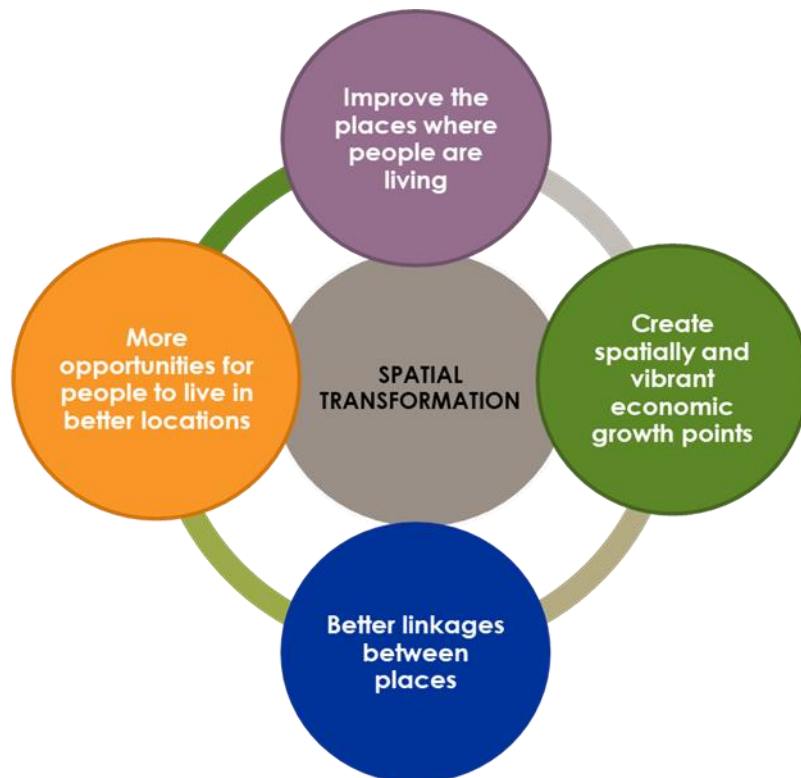 Improve the
places where
people are
living
More
opportunities for
people to live in
better locations
SPATIAL
TRANSFORMATION
Create
spatially and
vibrant
economic
growth points
Better linkages
between
places